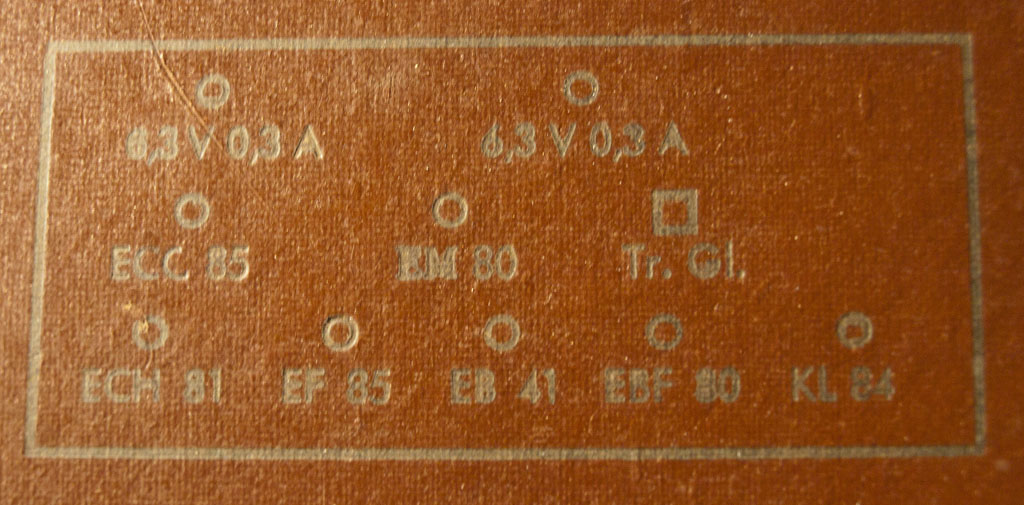 6,3 V 0,3 A 6,3 V 0,3 A
ECC 85 EM 80 Tr. Gl.
ECH 81 EF 85 EB 41 EBF 80 KL 84